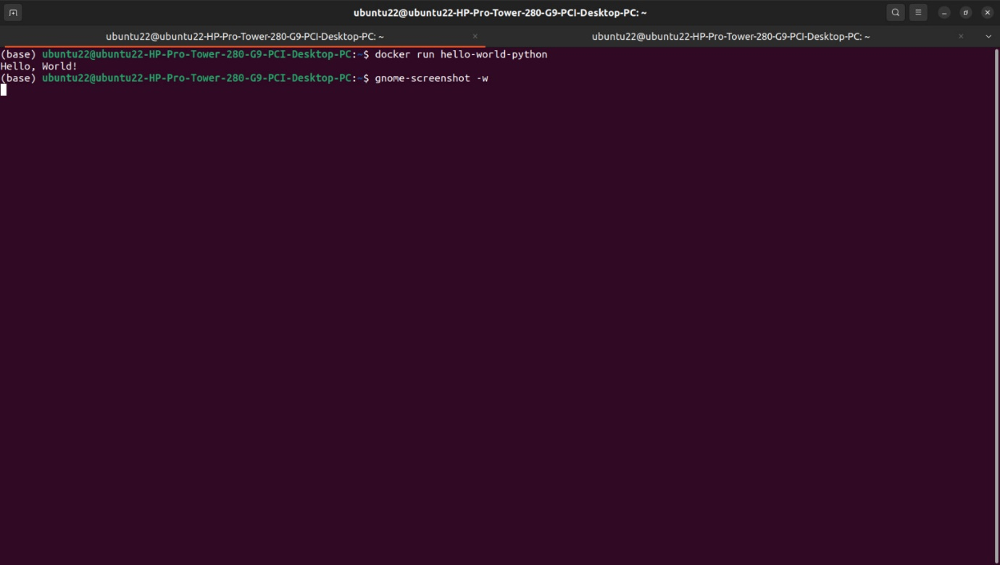 ubuntu22@ubuntu22-HP-Pro-Tower-280-G9-PCI-Desktop-PC: ~
ubuntu22@ubuntu22-HP-Pro-Tower-280-G9-PCI-Desktop-PC: ~ ubuntu22@ubuntu22-HP-Pro-Tower-280-G9-PCI-Desktop-PC: ~
(base) ubuntu22@ubuntu22-HP-Pro-Tower-280-G9-PCI-Desktop-PC:~$ docker run hello-world-python
Hello, World!
(base) ubuntu22@ubuntu22-HP-Pro-Tower-280-G9-PCI-Desktop-PC:~$ gnome-screenshot -w